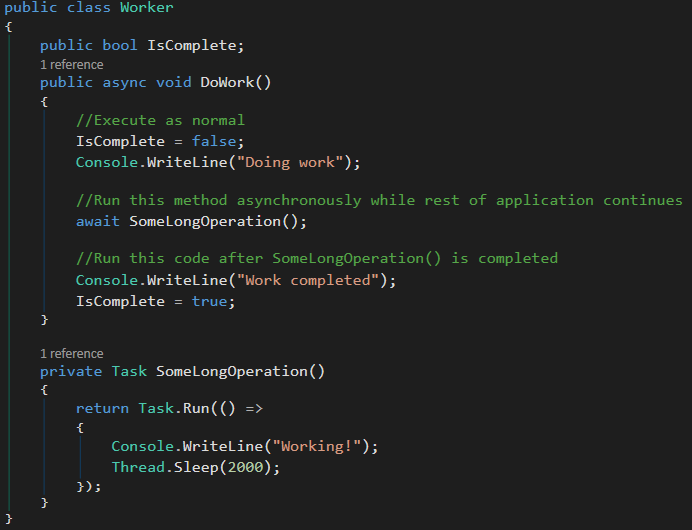 public class Worker
{
    public bool IsComplete;
    1 reference
    public async void DoWork()
    {
        //Execute as normal
        IsComplete = false;
        Console.WriteLine("Doing work");

        //Run this method asynchronously while rest of application continues
        await SomeLongOperation();

        //Run this code after SomeLongOperation() is completed
        Console.WriteLine("Work completed");
        IsComplete = true;
    }

    1 reference
    private Task SomeLongOperation()
    {
        return Task.Run(() =>
        {
            Console.WriteLine("Working!");
            Thread.Sleep(2000);
        });
    }
}